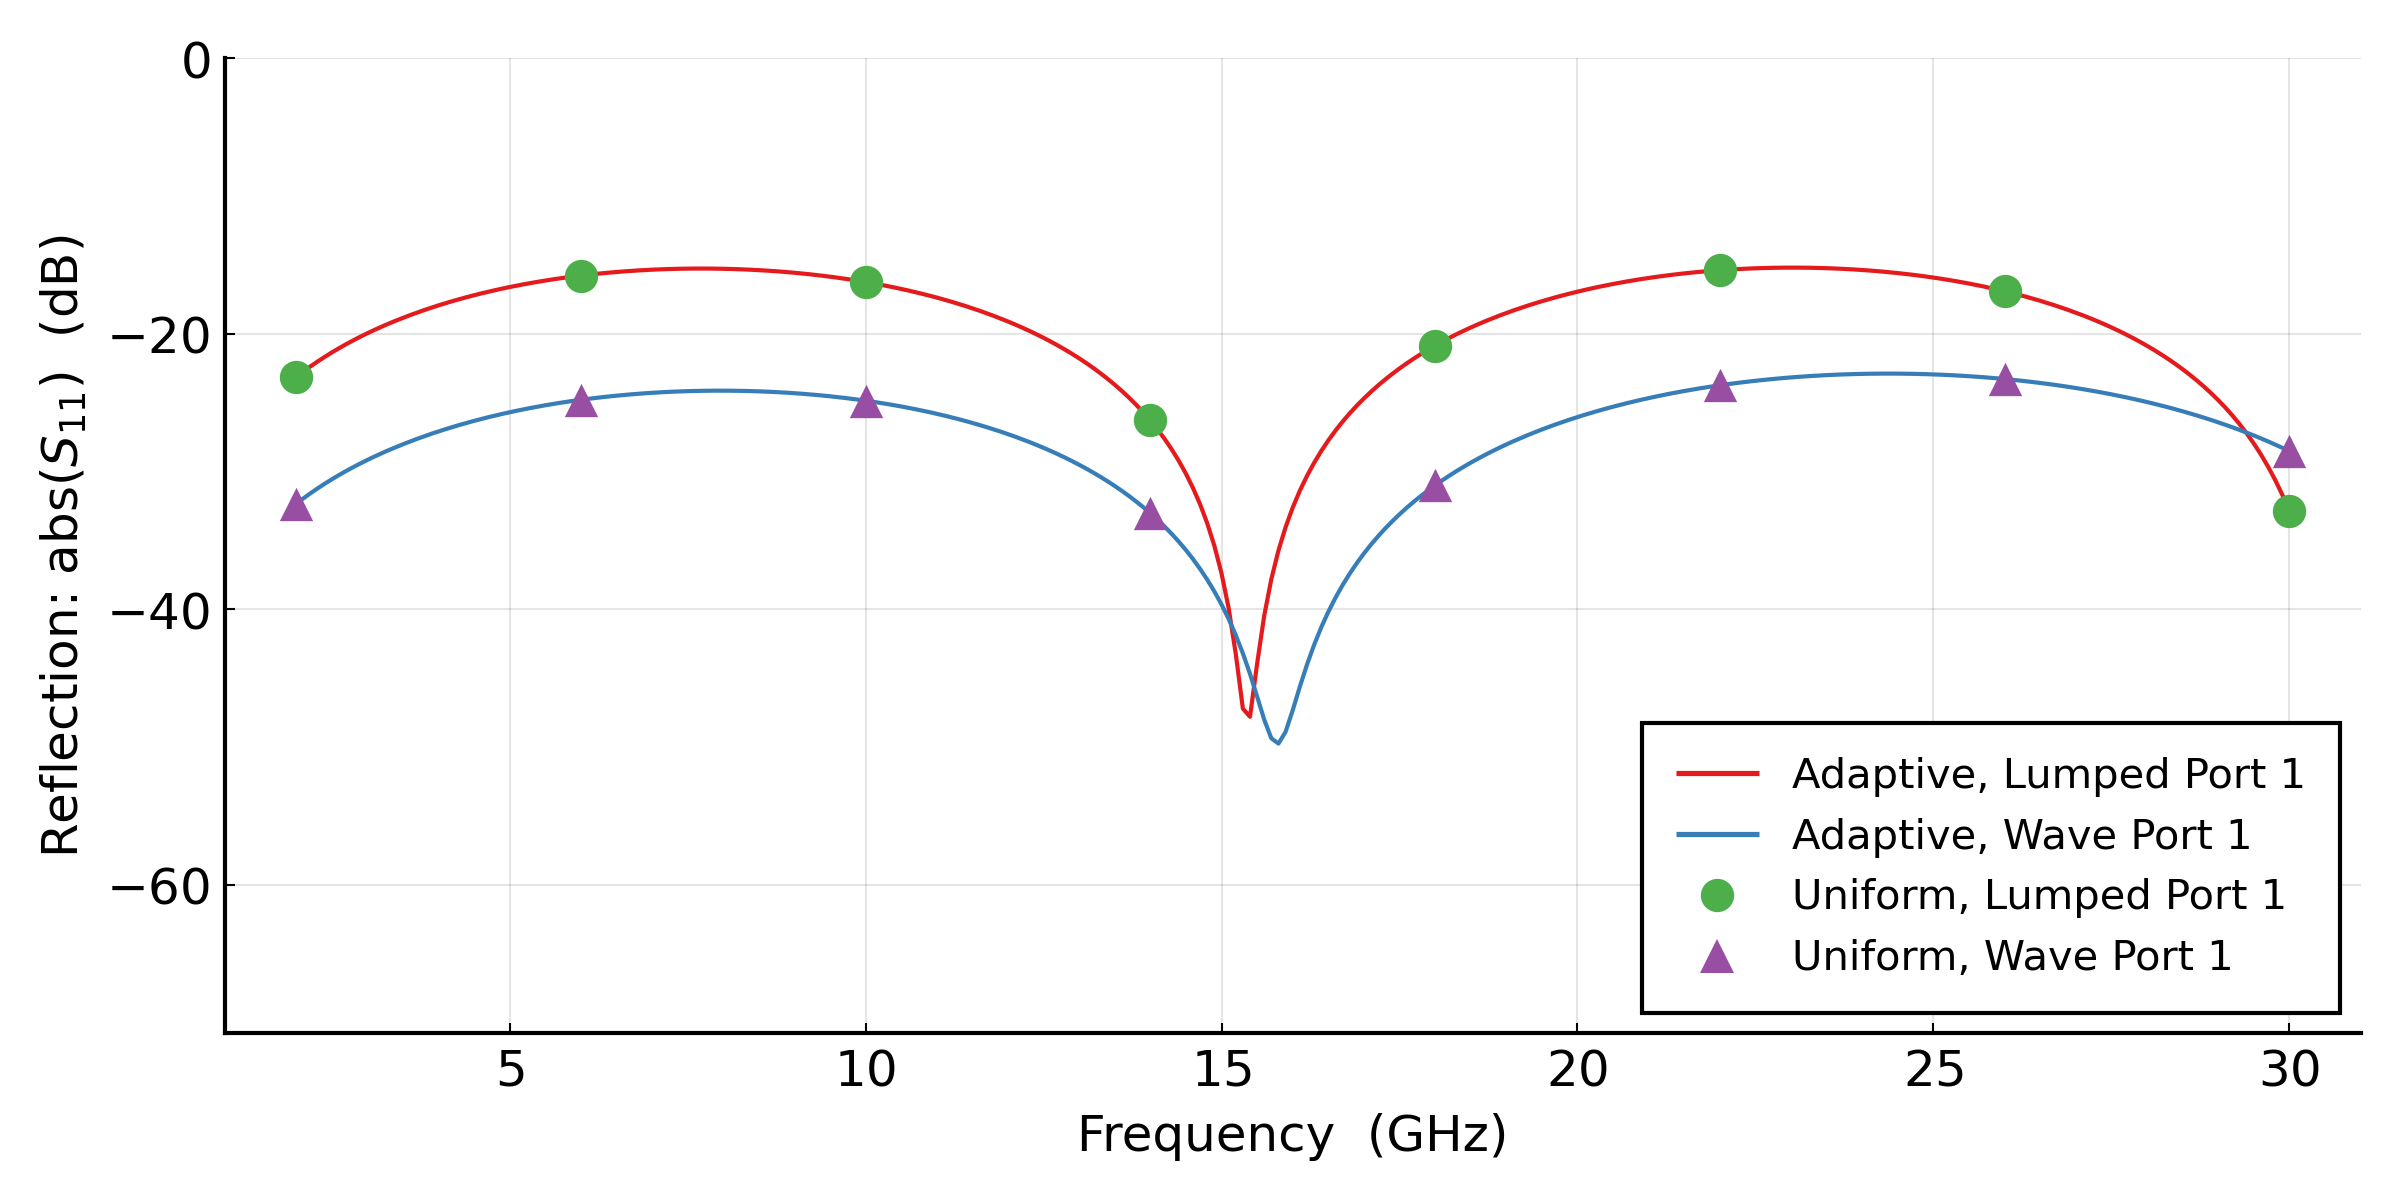 0
−20
−40
−60
Reflection: abs(S₁₁) (dB)
5 10 15 20 25 30
Frequency (GHz)
Adaptive, Lumped Port 1
Adaptive, Wave Port 1
Uniform, Lumped Port 1
Uniform, Wave Port 1